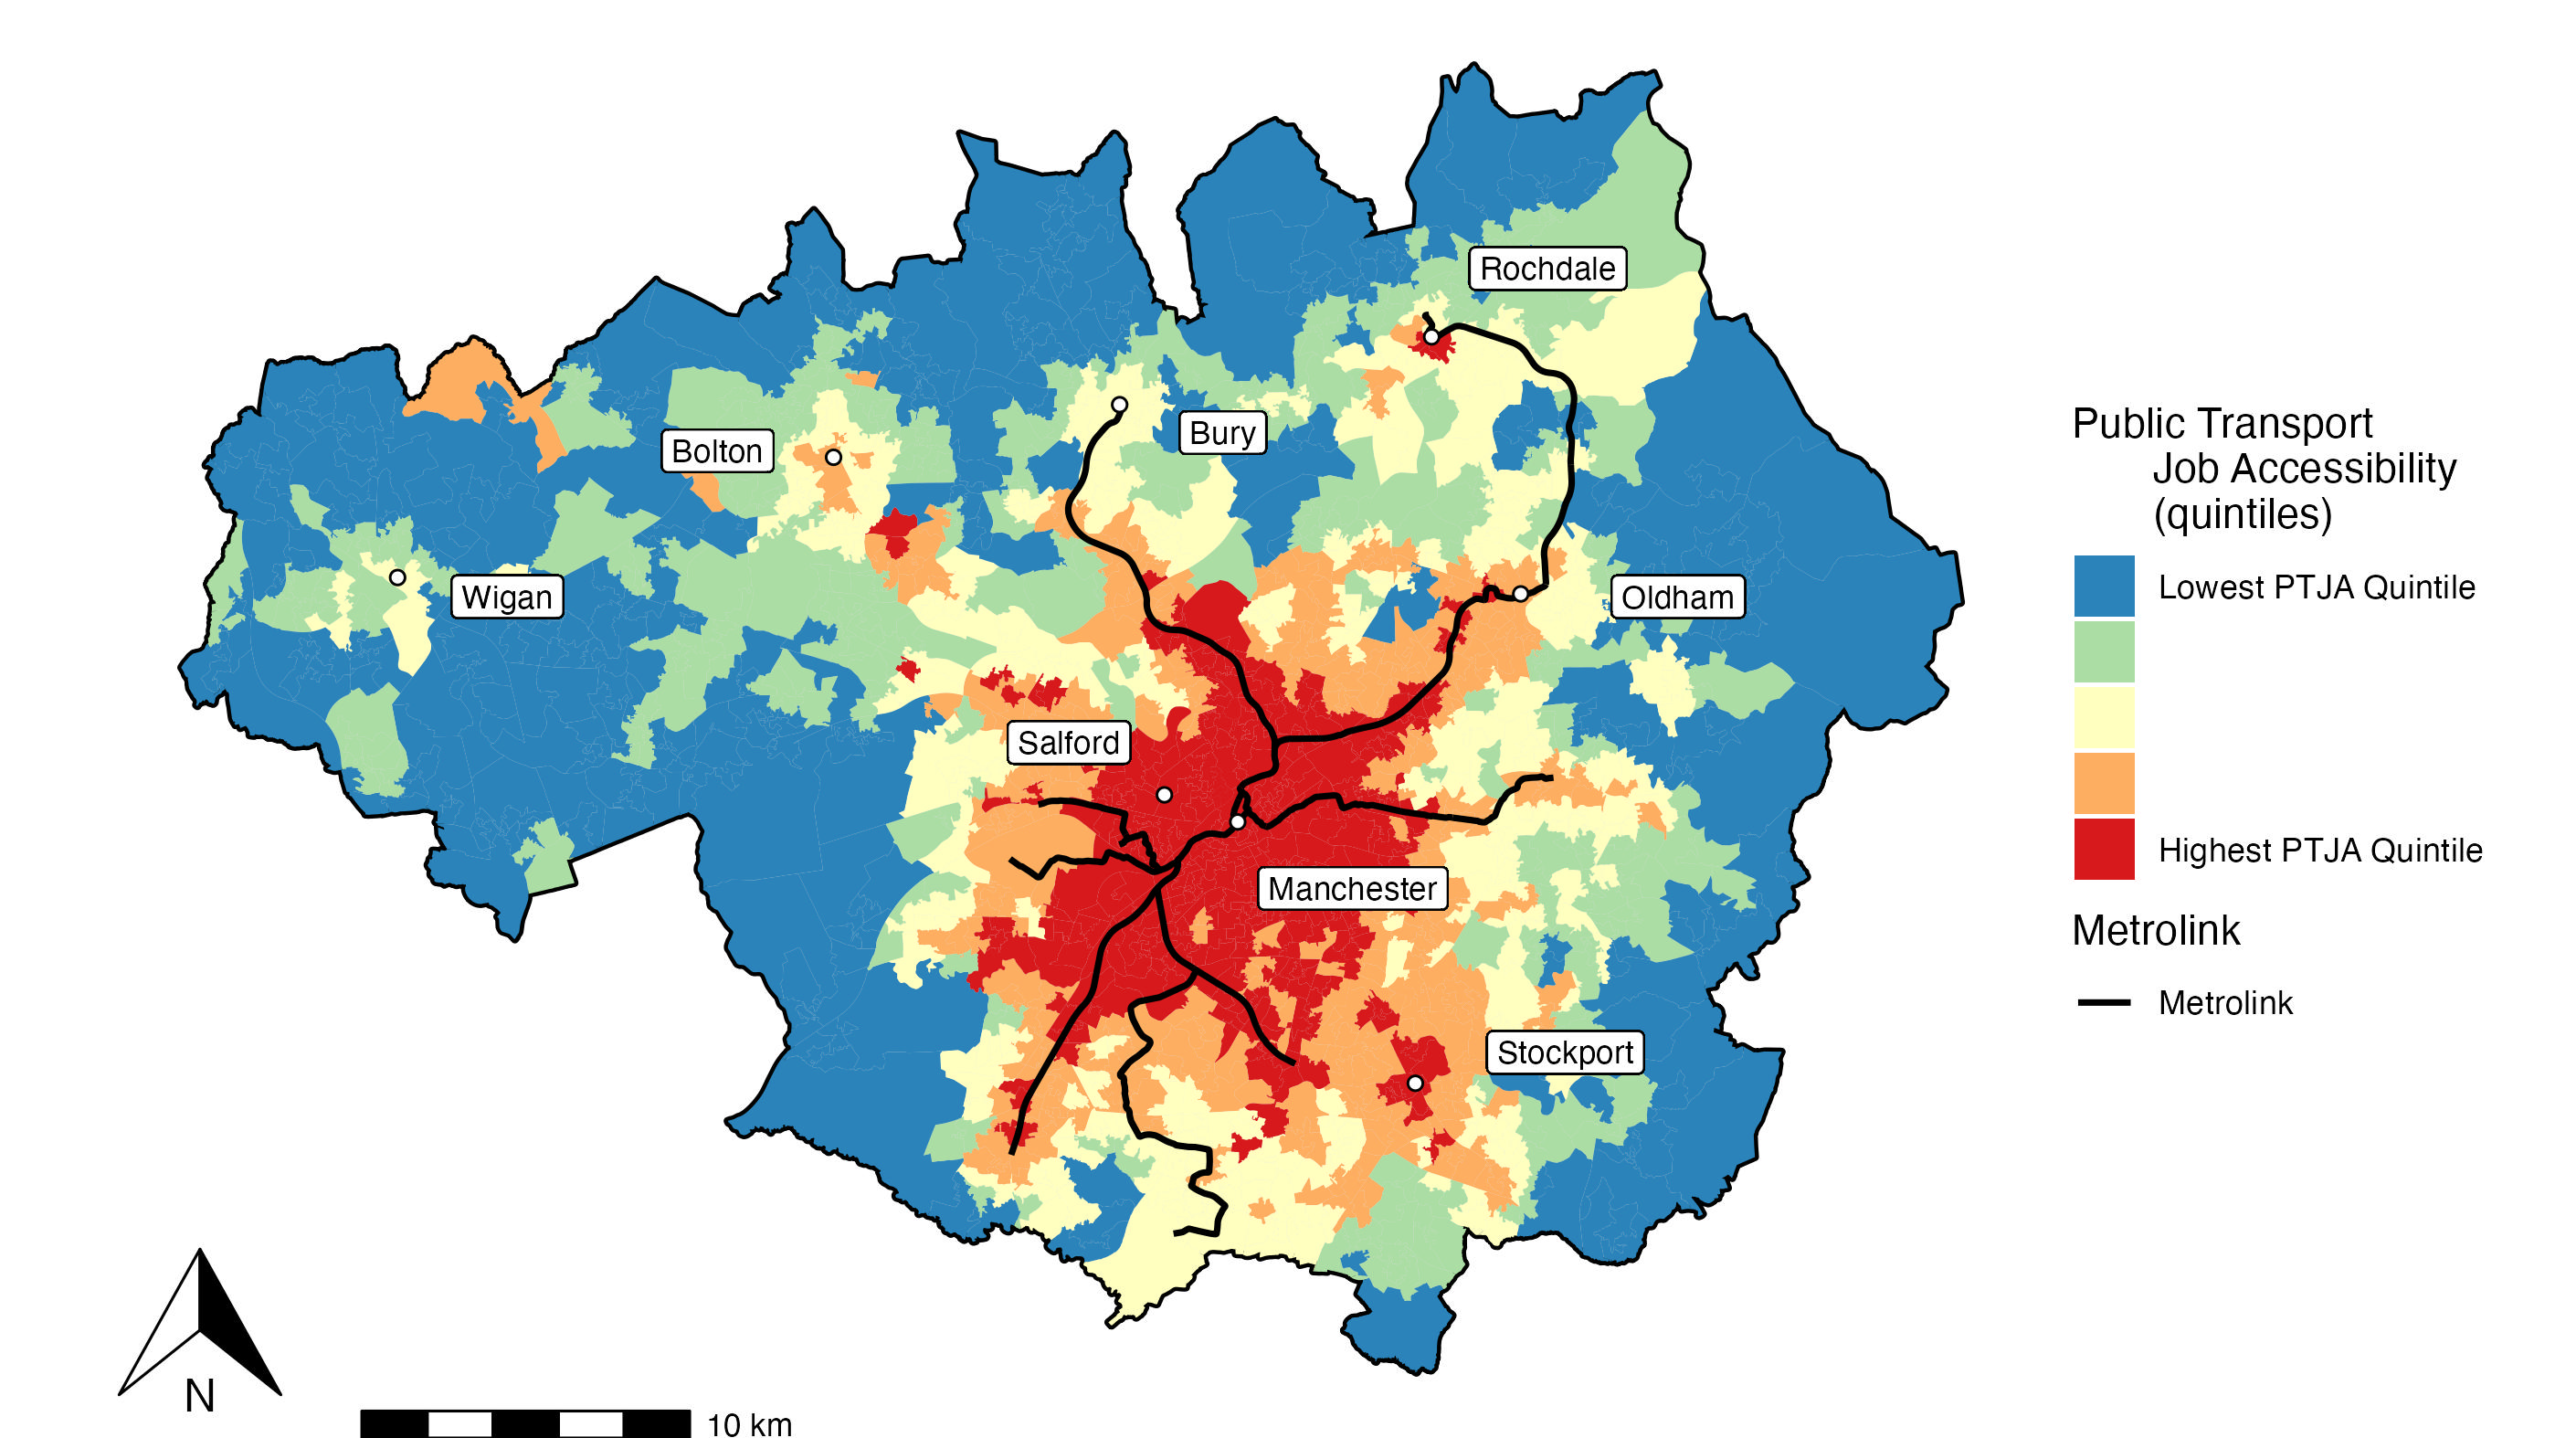 Rochdale
Bury
Bolton
Wigan
Oldham
Salford
Manchester
Stockport
Public Transport
Job Accessibility
(quintiles)
Lowest PTJA Quintile
Highest PTJA Quintile
Metrolink
Metrolink
N
10 km